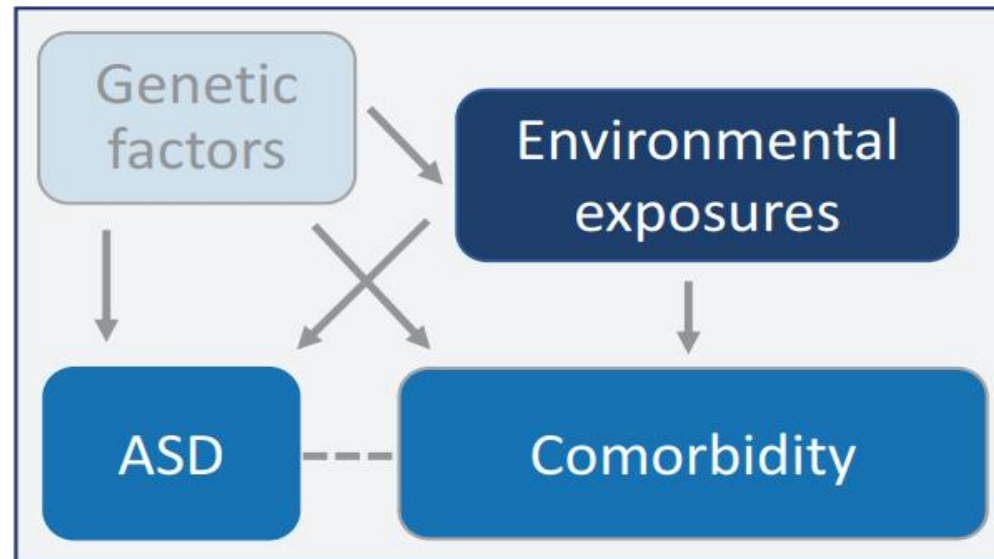 Genetic
factors
Environmental
exposures
ASD
Comorbidity